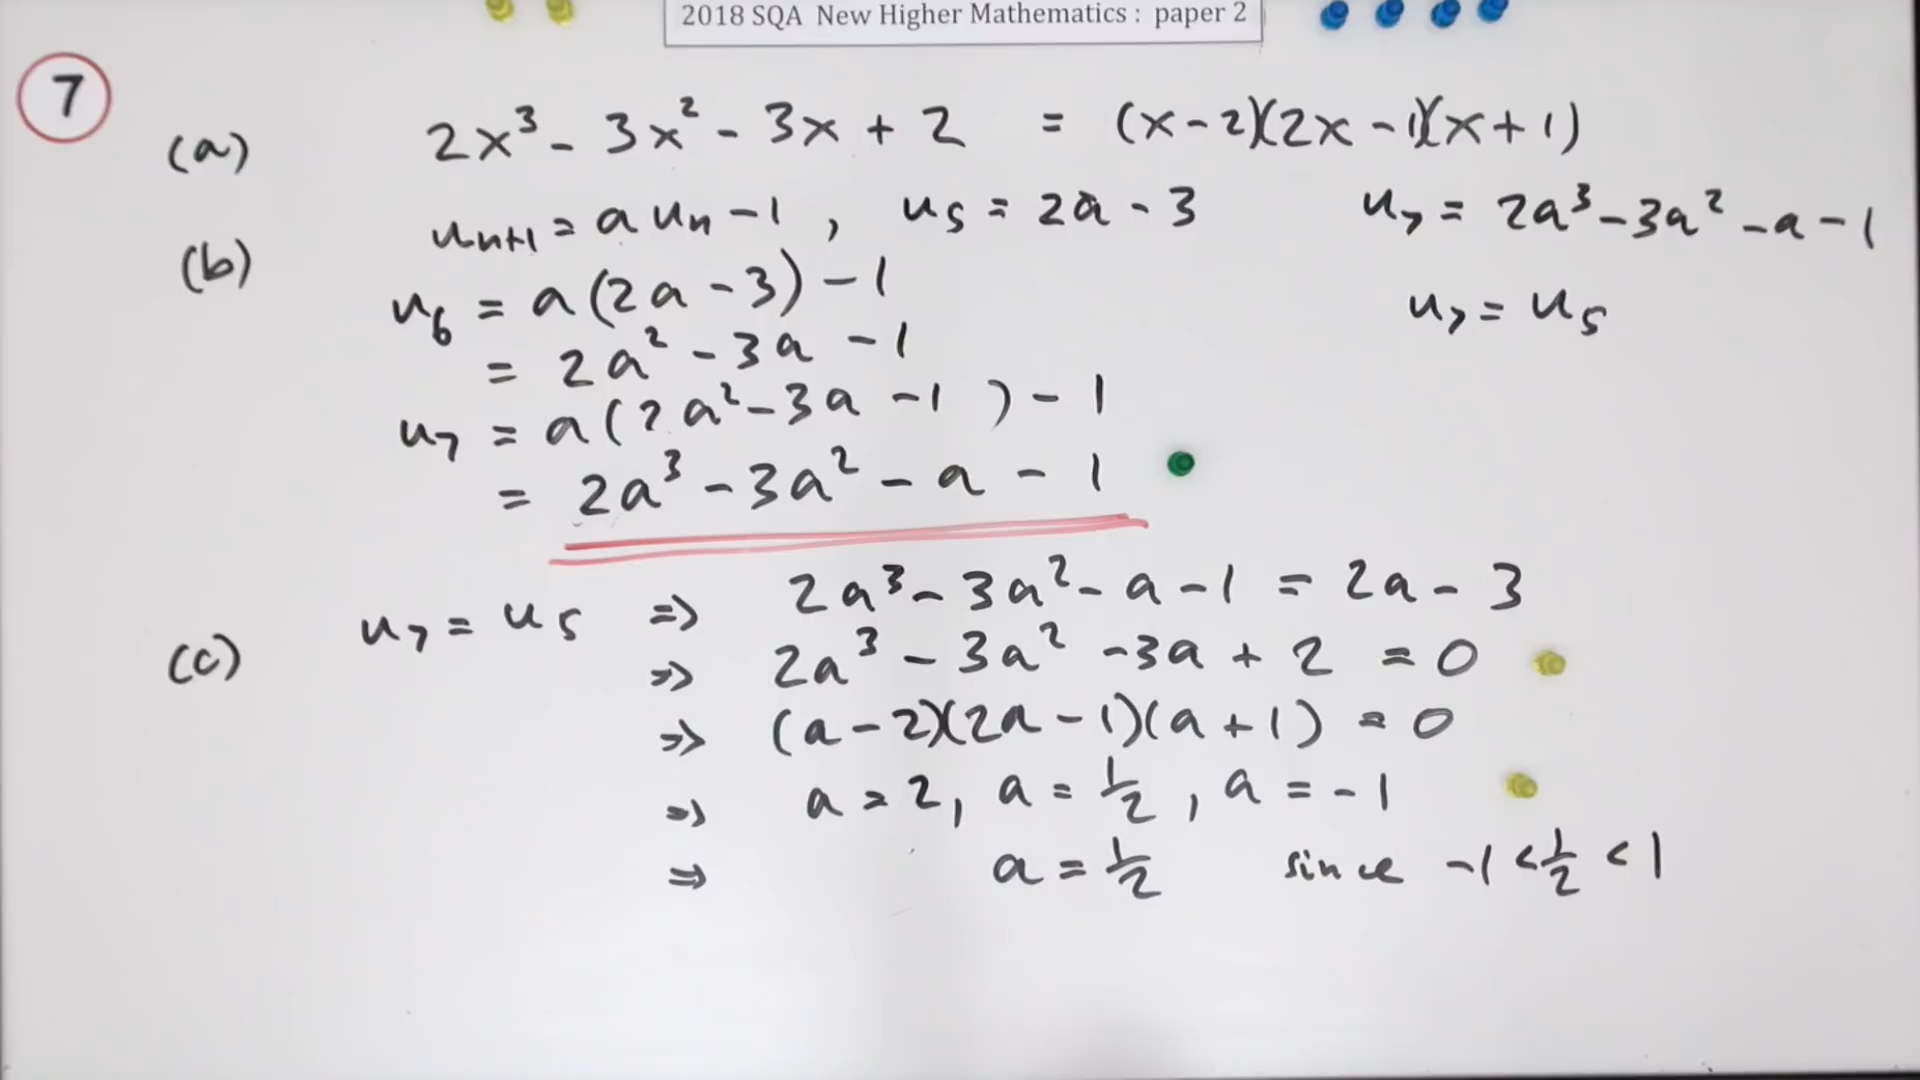 2018 SQA New Higher Mathematics : paper 2
7
(a) 2x³ - 3x² - 3x + 2 = (x-2)(2x-1)(x+1)
(b) uₙ₊₁ = a uₙ - 1 , u₅ = 2a - 3 u₇ = 2a³ - 3a² - a - 1
u₆ = a(2a - 3) - 1 u₇ = u₅
= 2a² - 3a - 1
u₇ = a(2a² - 3a - 1 ) - 1
= 2a³ - 3a² - a - 1
(c) u₇ = u₅ ⇒ 2a³ - 3a² - a - 1 = 2a - 3
⇒ 2a³ - 3a² - 3a + 2 = 0
⇒ (a-2)(2a-1)(a+1) = 0
⇒ a = 2, a = ½, a = -1
⇒ a = ½ since -1 < ½ < 1